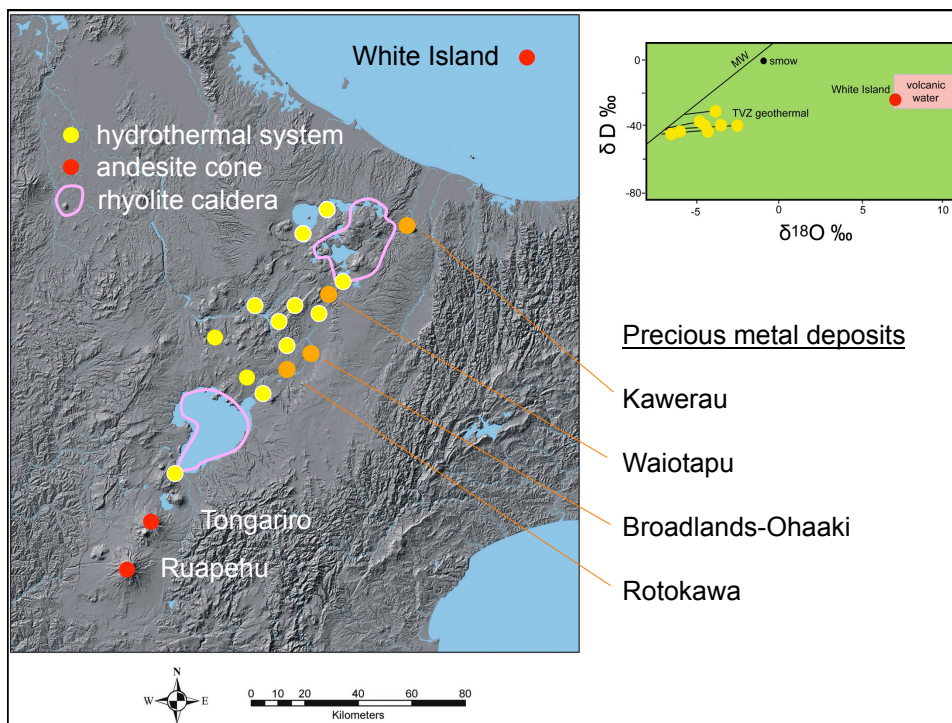 White Island
hydrothermal system
andesite cone
rhyolite caldera
Tongariro
Ruapehu
N
W E
S
0 5 10 20 30 40 60 80
Kilometers
0
-40
-80
δ D ‰
MW
smow
White Island
volcanic
water
TVZ geothermal
-5 0 5 10
δ18O ‰
Precious metal deposits
Kawerau
Waiotapu
Broadlands-Ohaaki
Rotokawa